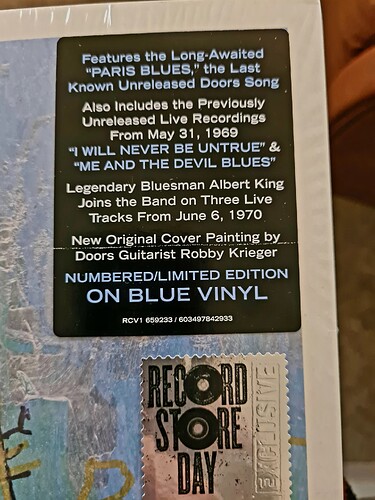 Features the Long-Awaited
"PARIS BLUES," the Last
Known Unreleased Doors Song
Also Includes the Previously
Unreleased Live Recordings
From May 31, 1969
"I WILL NEVER BE UNTRUE" &
"ME AND THE DEVIL BLUES"
Legendary Bluesman Albert King
Joins the Band on Three Live
Tracks From June 6, 1970
New Original Cover Painting by
Doors Guitarist Robby Krieger
NUMBERED/LIMITED EDITION
ON BLUE VINYL
RCV1 659233 / 603497842933
RECORD
STORE
DAY
EXCLUSIVE